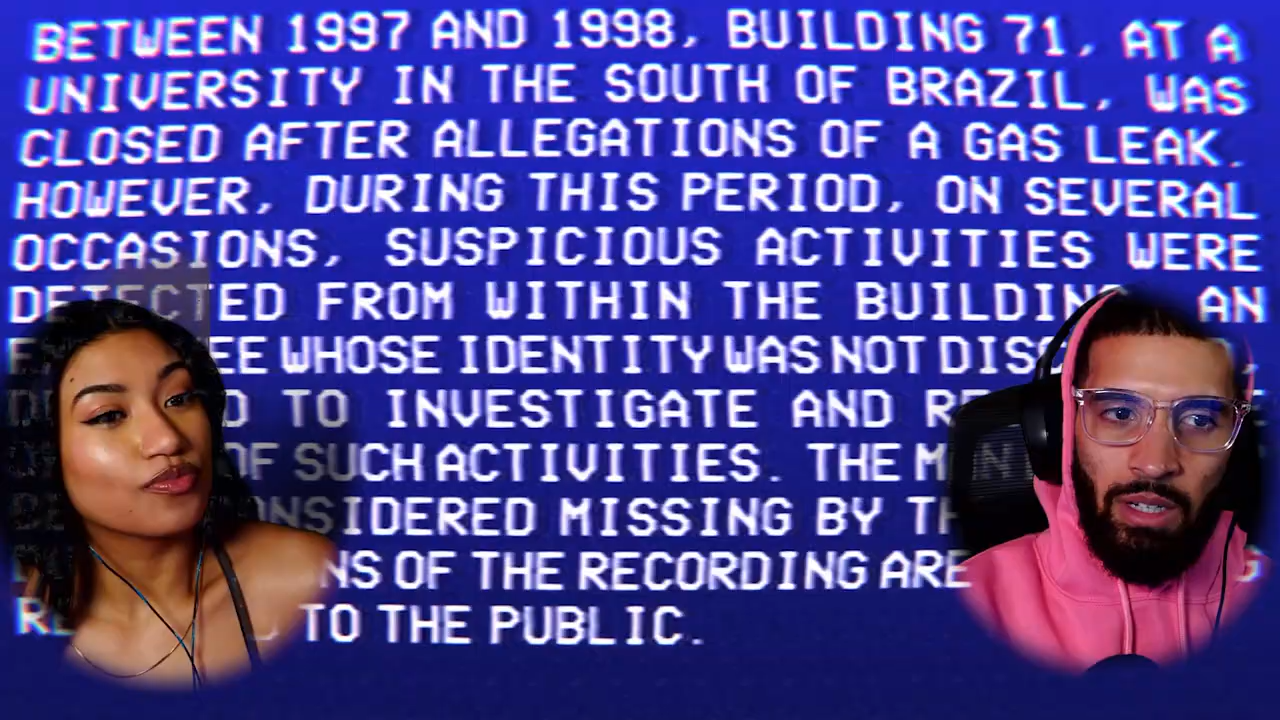 BETWEEN 1997 AND 1998, BUILDING 71, AT A
UNIVERSITY IN THE SOUTH OF BRAZIL, WAS
CLOSED AFTER ALLEGATIONS OF A GAS LEAK.
HOWEVER, DURING THIS PERIOD, ON SEVERAL
OCCASIONS, SUSPICIOUS ACTIVITIES WERE
DETECTED FROM WITHIN THE BUILDING. AN
WHOSE IDENTITY WAS NOT
TO INVESTIGATE AND
OF SUCH ACTIVITIES. THE
CONSIDERED MISSING BY
OF THE RECORDING ARE
TO THE PUBLIC.